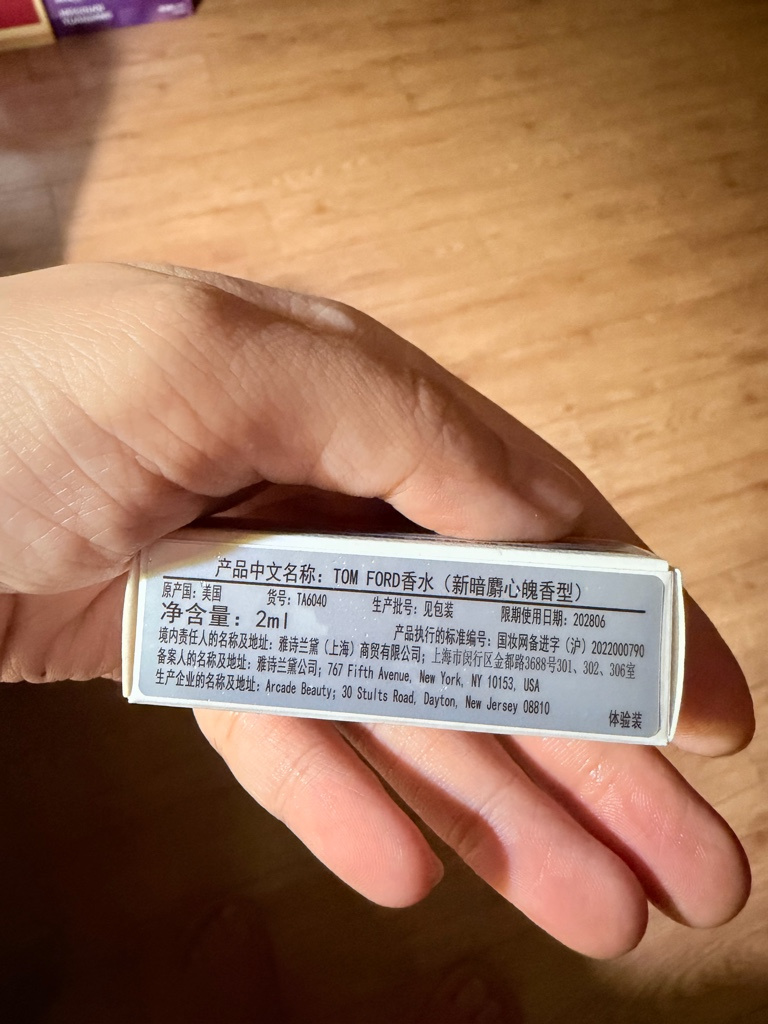 产品中文名称：TOM FORD香水（新暗麝心魄香型）
原产国：美国 货号：TA6040 生产批号：见包装 限期使用日期：202806
净含量：2ml 产品执行的标准编号：国妆网备进字（沪）2022000790
境内责任人的名称及地址：雅诗兰黛（上海）商贸有限公司；上海市闵行区金都路3688号301、302、306室
备案人的名称及地址：雅诗兰黛公司；767 Fifth Avenue, New York, NY 10153, USA
生产企业的名称及地址：Arcade Beauty；30 Stults Road, Dayton, New Jersey 08810
体验装